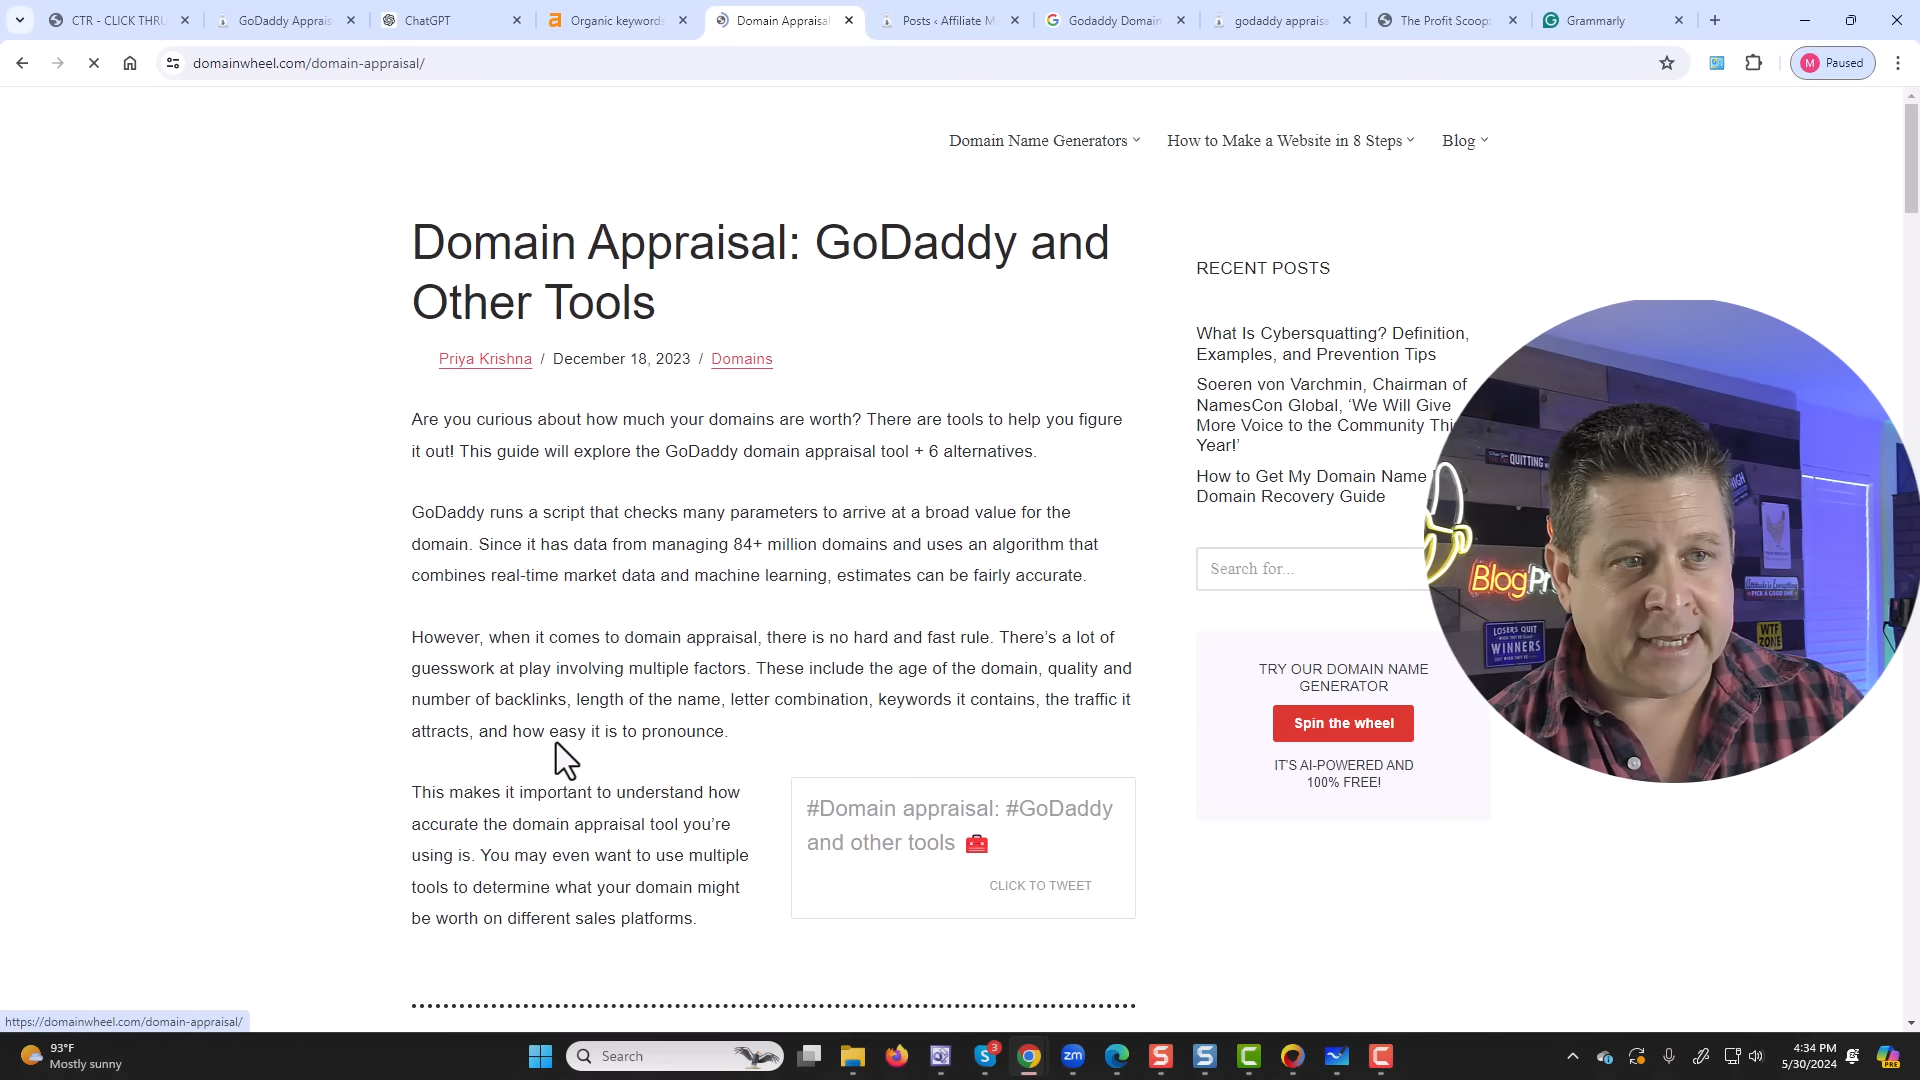 CTR - CLICK THRU
GoDaddy Apprais
ChatGPT
Organic keywords
Domain Appraisal
Posts ‹ Affiliate M
Godaddy Domain
godaddy appraisa
The Profit Scoop:
Grammarly
domainwheel.com/domain-appraisal/
M
Paused
Domain Name Generators
How to Make a Website in 8 Steps
Blog
Domain Appraisal: GoDaddy and
Other Tools
Priya Krishna / December 18, 2023 / Domains
Are you curious about how much your domains are worth? There are tools to help you figure
it out! This guide will explore the GoDaddy domain appraisal tool + 6 alternatives.
GoDaddy runs a script that checks many parameters to arrive at a broad value for the
domain. Since it has data from managing 84+ million domains and uses an algorithm that
combines real-time market data and machine learning, estimates can be fairly accurate.
However, when it comes to domain appraisal, there is no hard and fast rule. There's a lot of
guesswork at play involving multiple factors. These include the age of the domain, quality and
number of backlinks, length of the name, letter combination, keywords it contains, the traffic it
attracts, and how easy it is to pronounce.
This makes it important to understand how
accurate the domain appraisal tool you're
using is. You may even want to use multiple
tools to determine what your domain might
be worth on different sales platforms.
#Domain appraisal: #GoDaddy
and other tools 🧰
CLICK TO TWEET
RECENT POSTS
What Is Cybersquatting? Definition,
Examples, and Prevention Tips
Soeren von Varchmin, Chairman of
NamesCon Global, ‘We Will Give
More Voice to the Community Thi
Year!’
How to Get My Domain Name
Domain Recovery Guide
Search for...
TRY OUR DOMAIN NAME
GENERATOR
Spin the wheel
IT'S AI-POWERED AND
100% FREE!
QUITTING
BlogPr
LOSERS QUIT
WINNERS
Attitude is Everything
PICK A GOOD ONE
WTF
ZONE
https://domainwheel.com/domain-appraisal/
93°F
Mostly sunny
Search
3
zm
4:34 PM
5/30/2024
PRE